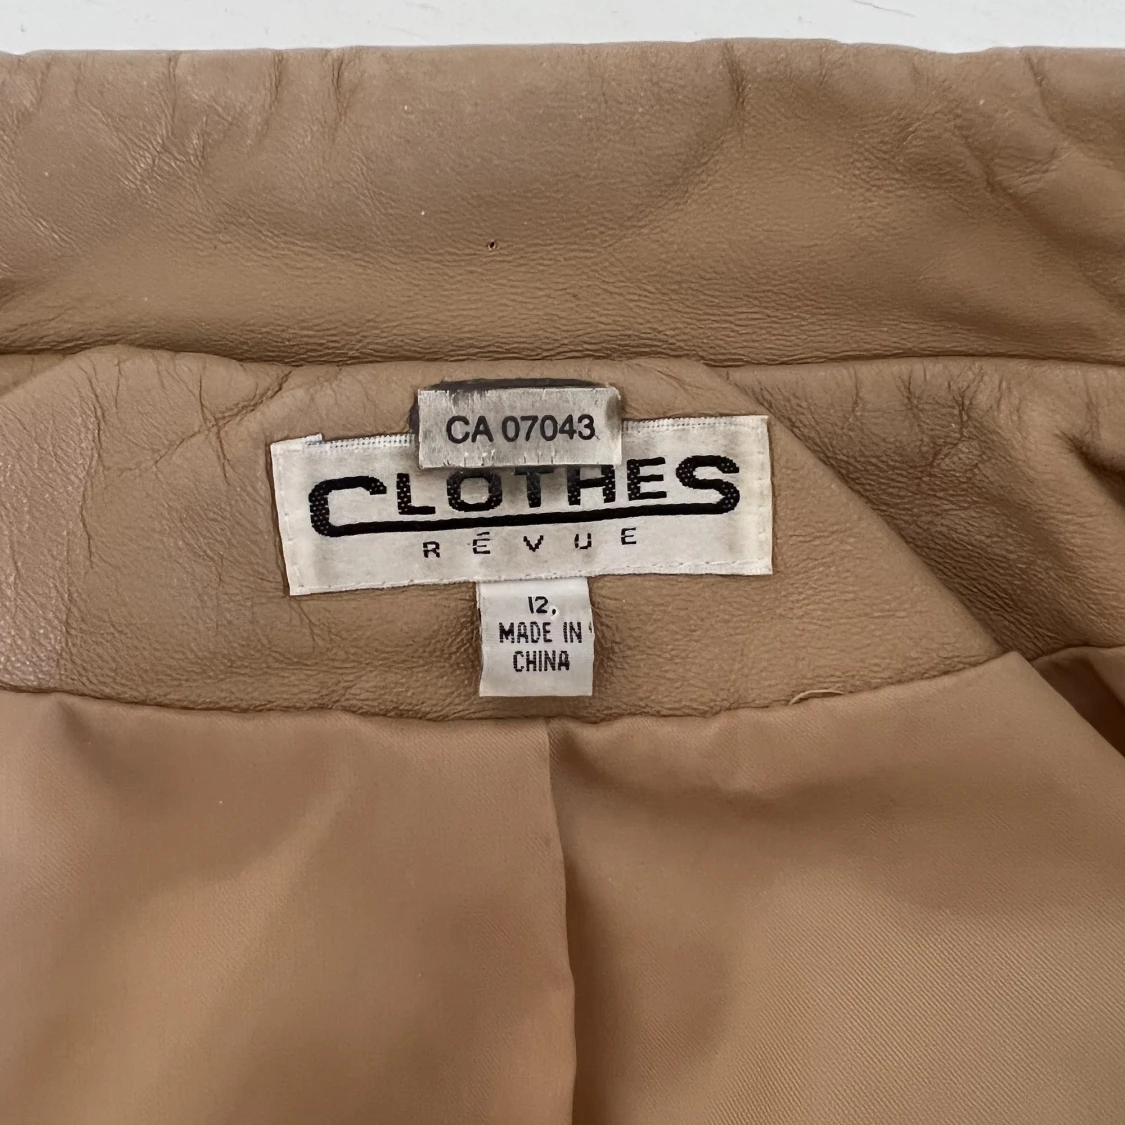 CA 07043
CLOTHES
RÉVUE
12.
MADE IN
CHINA